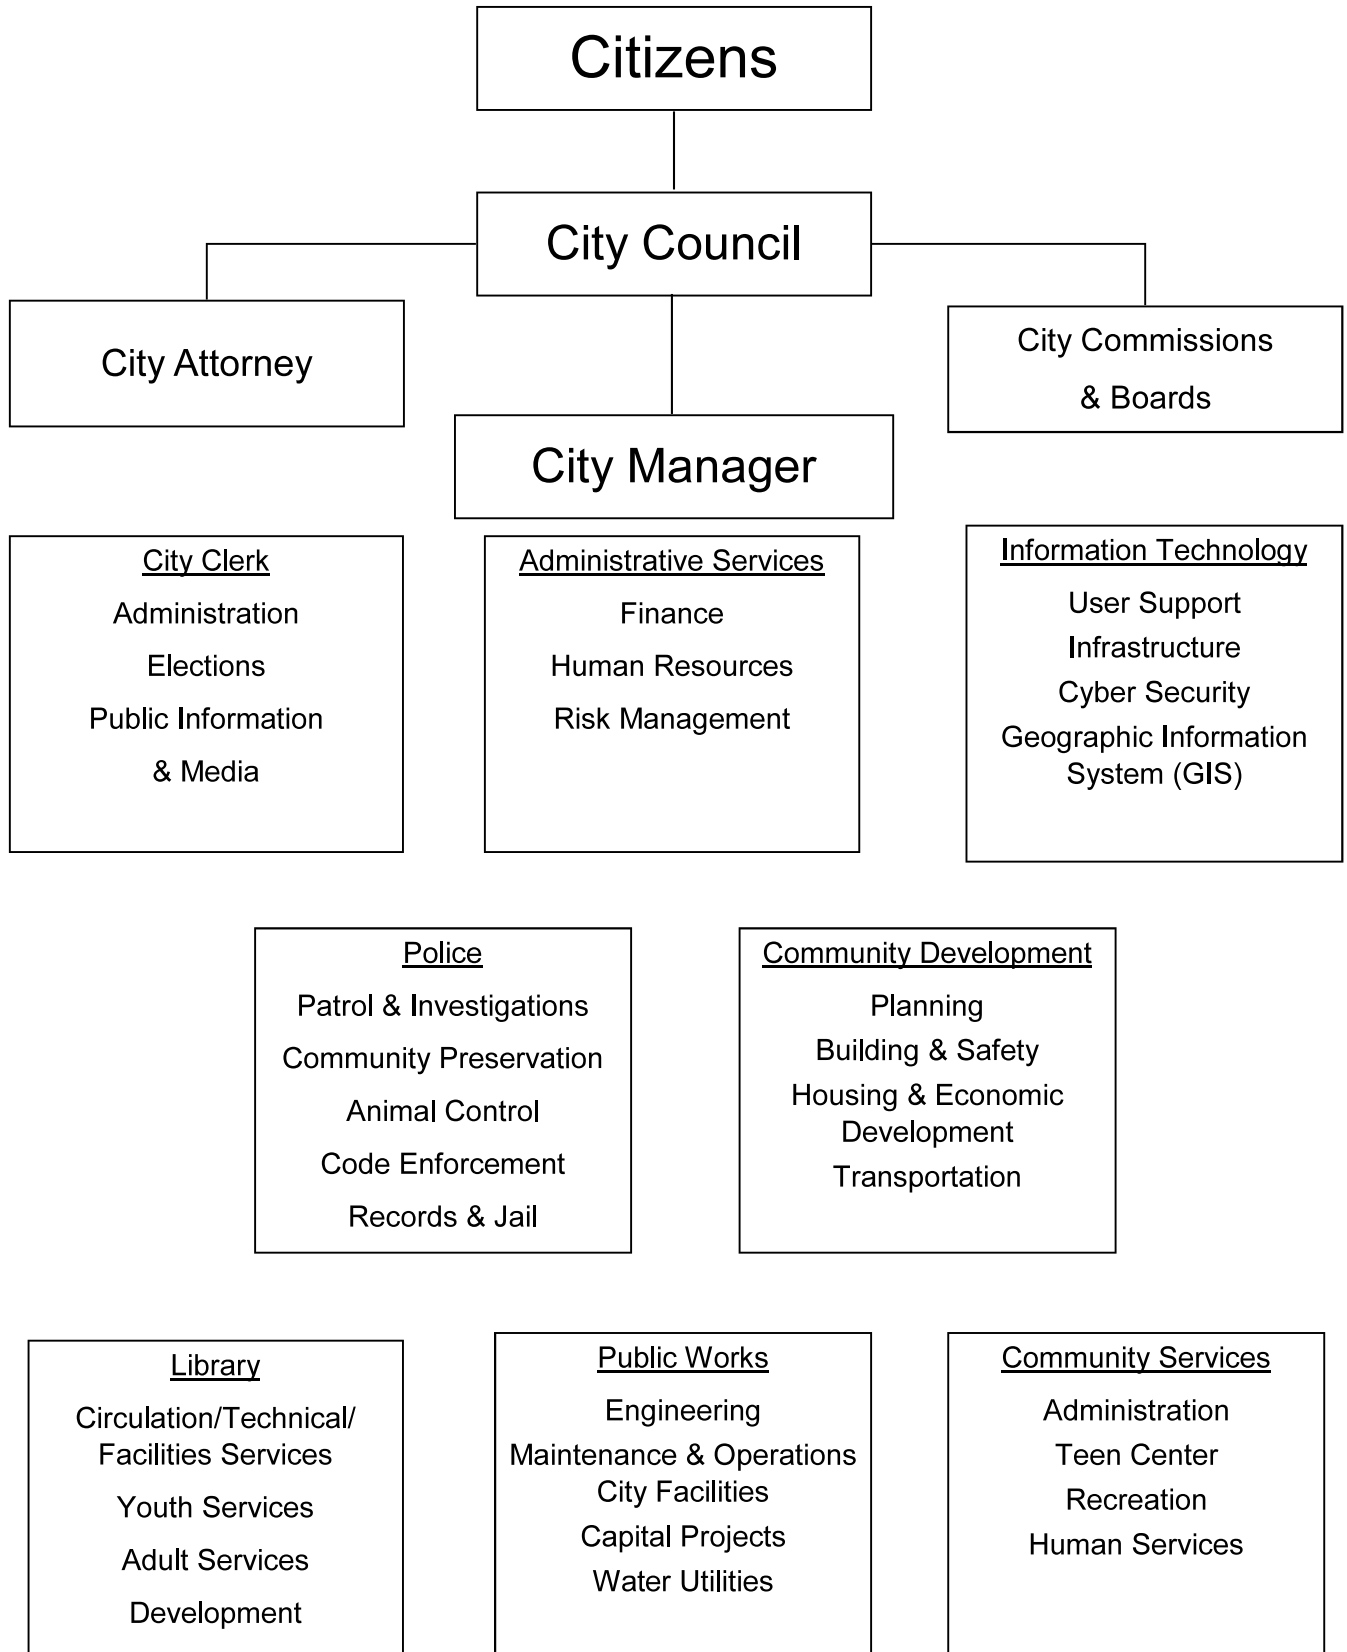 Citizens
City Council
City Attorney
City Commissions
& Boards
City Manager
City Clerk
Administration
Elections
Public Information
& Media
Administrative Services
Finance
Human Resources
Risk Management
Information Technology
User Support
Infrastructure
Cyber Security
Geographic Information
System (GIS)
Police
Patrol & Investigations
Community Preservation
Animal Control
Code Enforcement
Records & Jail
Community Development
Planning
Building & Safety
Housing & Economic
Development
Transportation
Library
Circulation/Technical/
Facilities Services
Youth Services
Adult Services
Development
Public Works
Engineering
Maintenance & Operations
City Facilities
Capital Projects
Water Utilities
Community Services
Administration
Teen Center
Recreation
Human Services